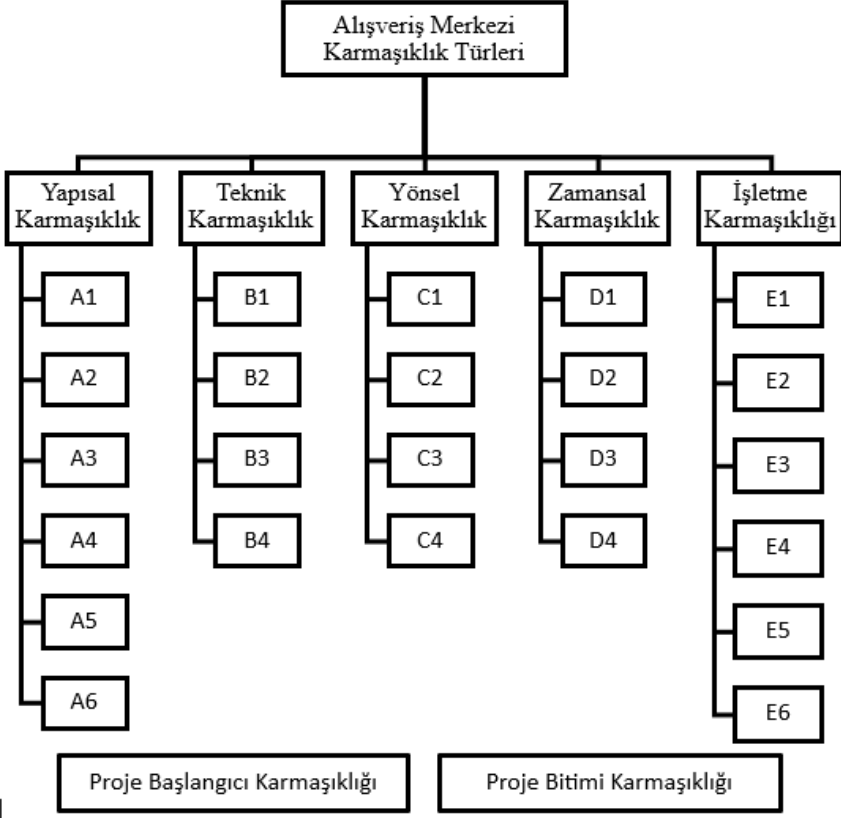 Alışveriş Merkezi
Karmaşıklık Türleri
Yapısal
Karmaşıklık
Teknik
Karmaşıklık
Yönsel
Karmaşıklık
Zamansal
Karmaşıklık
İşletme
Karmaşıklığı
A1
A2
A3
A4
A5
A6
B1
B2
B3
B4
C1
C2
C3
C4
D1
D2
D3
D4
E1
E2
E3
E4
E5
E6
Proje Başlangıcı Karmaşıklığı
Proje Bitimi Karmaşıklığı